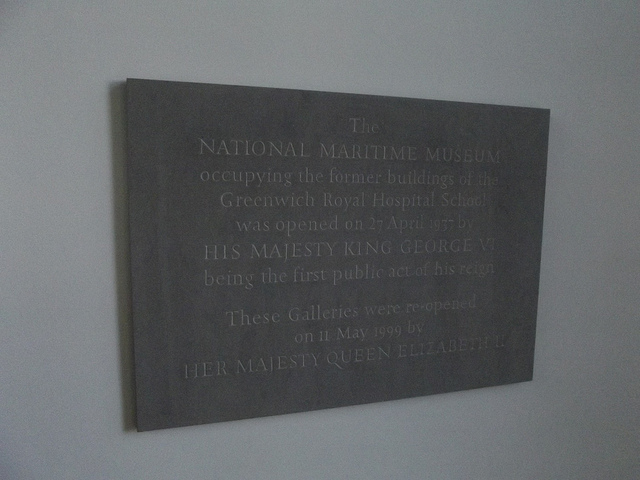 The
NATIONAL MARITIME MUSEUM
occupying the former buildings of the
Greenwich Royal Hospital School
was opened on 27 April 1937 by
HIS MAJESTY KING GEORGE VI
being the first public act of his reign
These Galleries were re-opened
on 11 May 1999 by
HER MAJESTY QUEEN ELIZABETH II